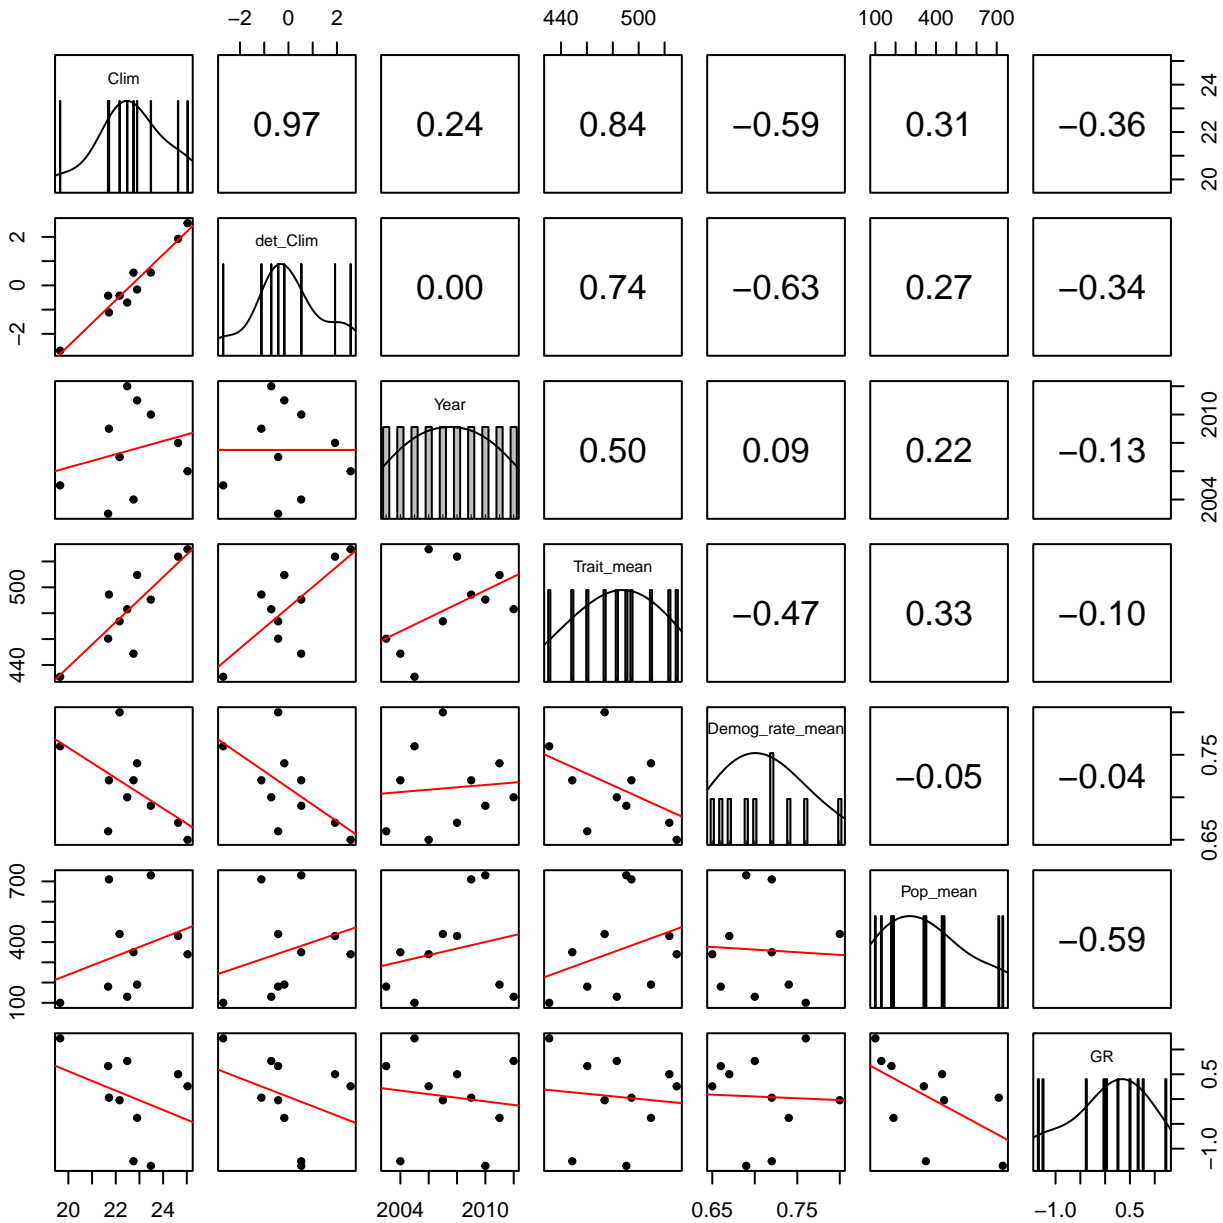 −2 0 2 440 500 100 400 700
Clim 0.97 0.24 0.84 −0.59 0.31 −0.36 20 22 24
−2 0 2 det_Clim 0.00 0.74 −0.63 0.27 −0.34
Year 0.50 0.09 0.22 −0.13 2004 2010
440 500 Trait_mean −0.47 0.33 −0.10
Demog_rate_mean −0.05 −0.04 0.65 0.75
100 400 700 Pop_mean −0.59
GR −1.0 0.5
20 22 24 2004 2010 0.65 0.75 −1.0 0.5